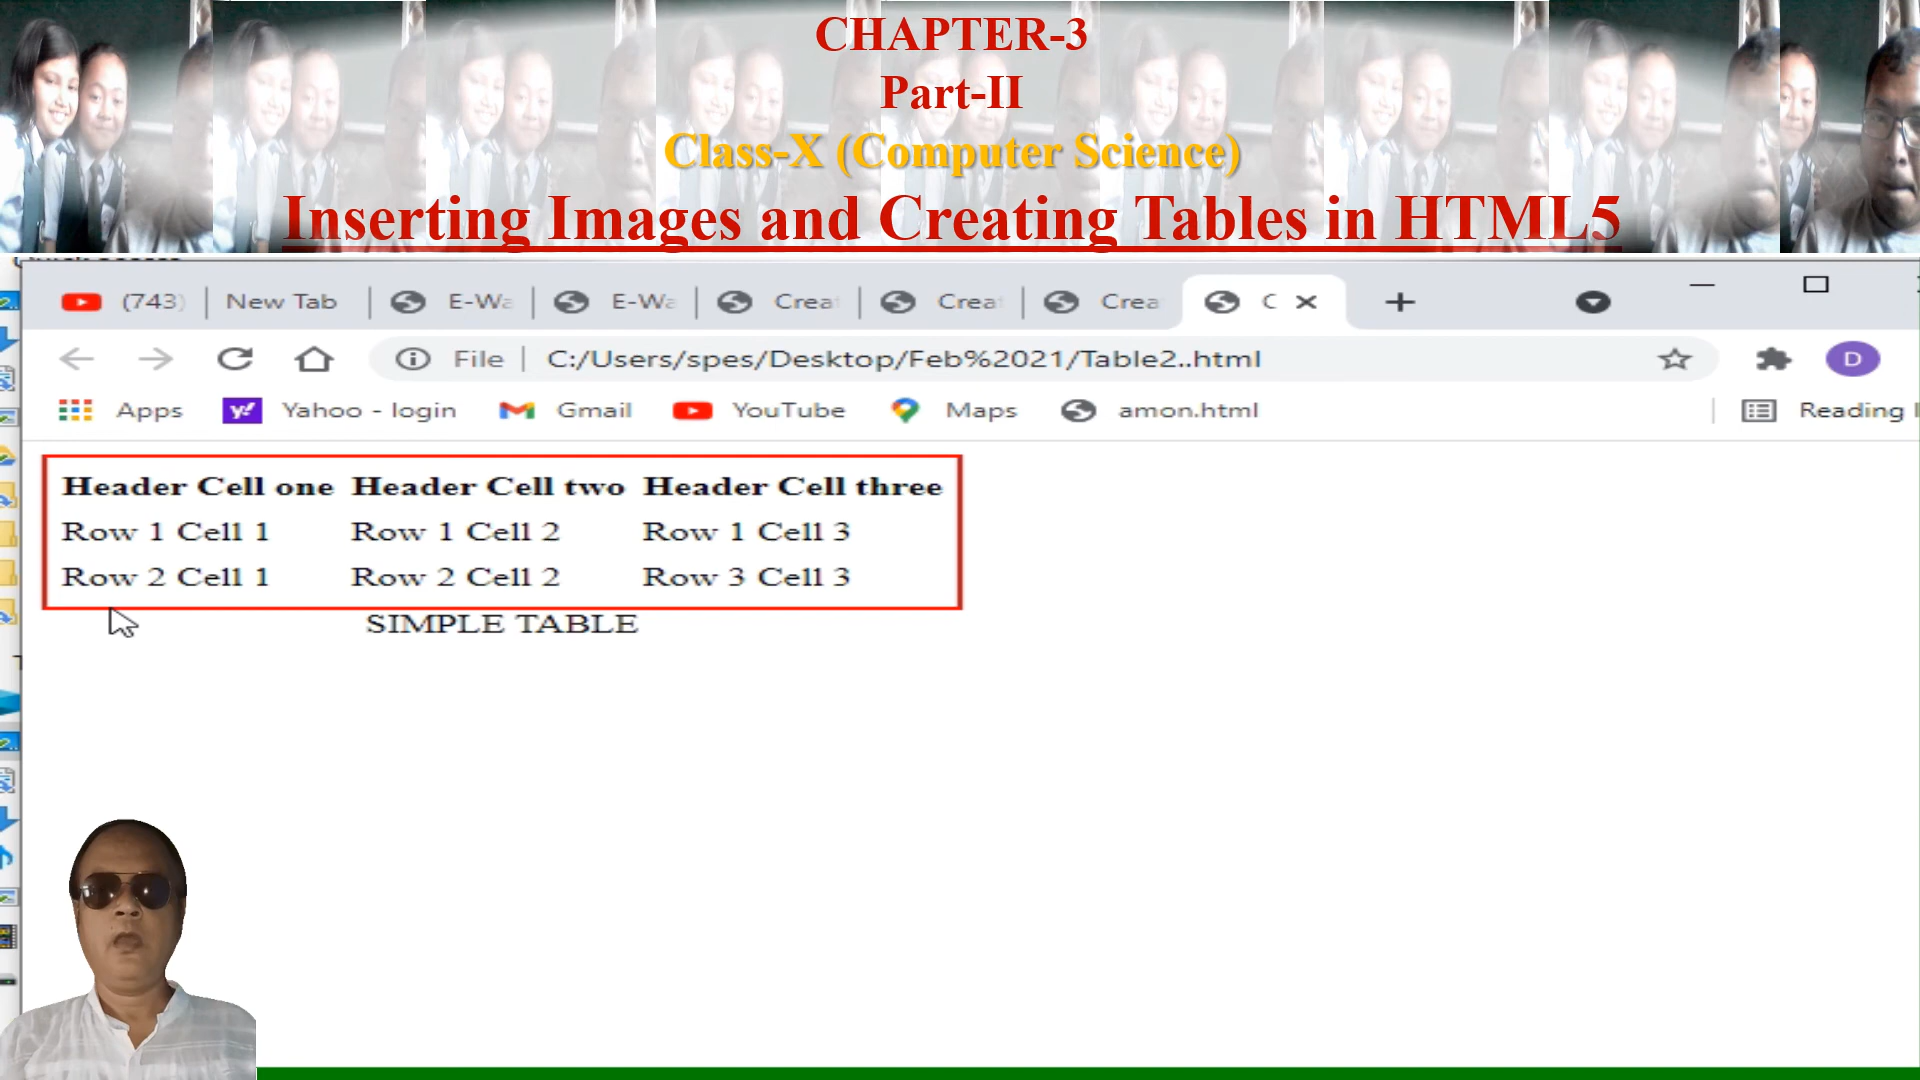 CHAPTER-3
Part-II
Class-X (Computer Science)
Inserting Images and Creating Tables in HTML5
(743) New Tab E-Wa E-Wa Crea Crea Crea C
File C:/Users/spes/Desktop/Feb%2021/Table2..html D
Apps Yahoo - login Gmail YouTube Maps amon.html Reading
Header Cell one Header Cell two Header Cell three
Row 1 Cell 1 Row 1 Cell 2 Row 1 Cell 3
Row 2 Cell 1 Row 2 Cell 2 Row 3 Cell 3
SIMPLE TABLE